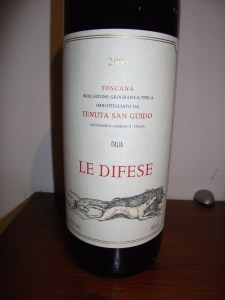 TOSCANA
INDICAZIONE GEOGRAFICA TIPICA
IMBOTTIGLIATO DA
TENUTA SAN GUIDO
ITALIA
LE DIFESE